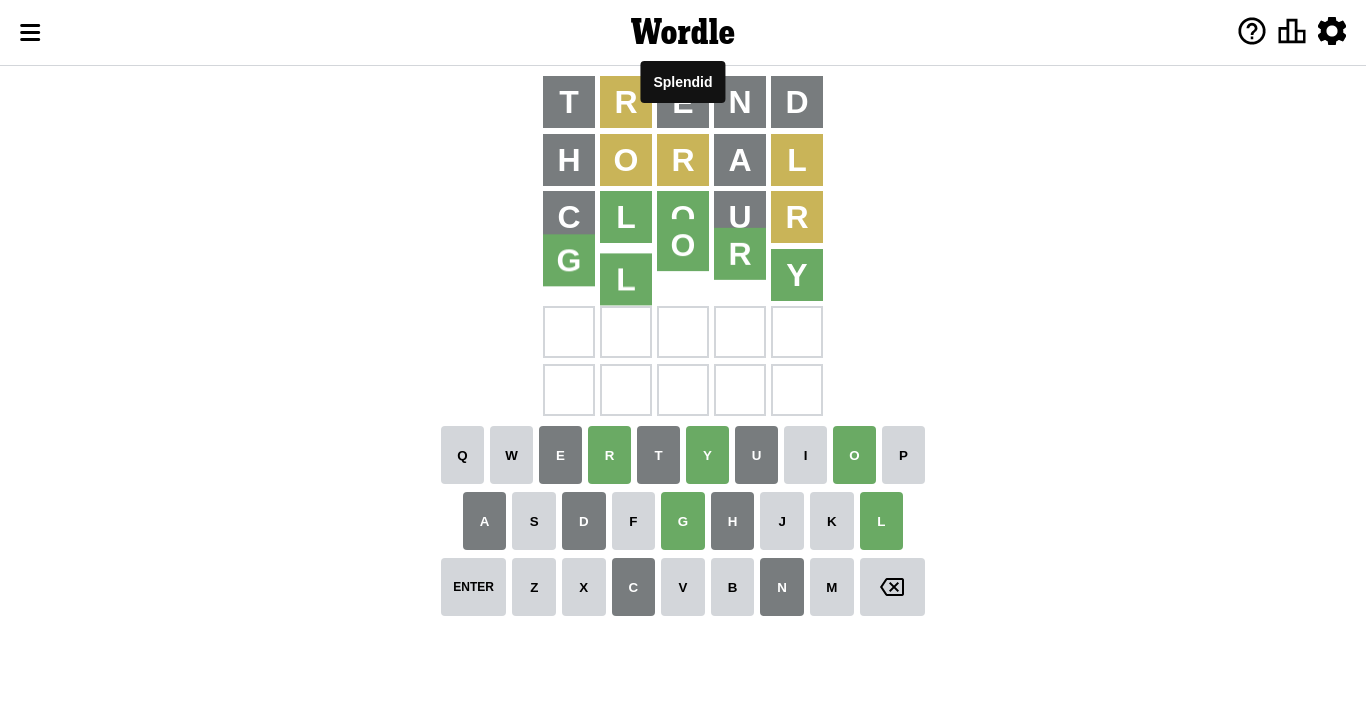 Wordle
Splendid
T R E N D
H O R A L
C L O U R
G L O R Y
Q W E R T Y U I O P
A S D F G H J K L
ENTER Z X C V B N M